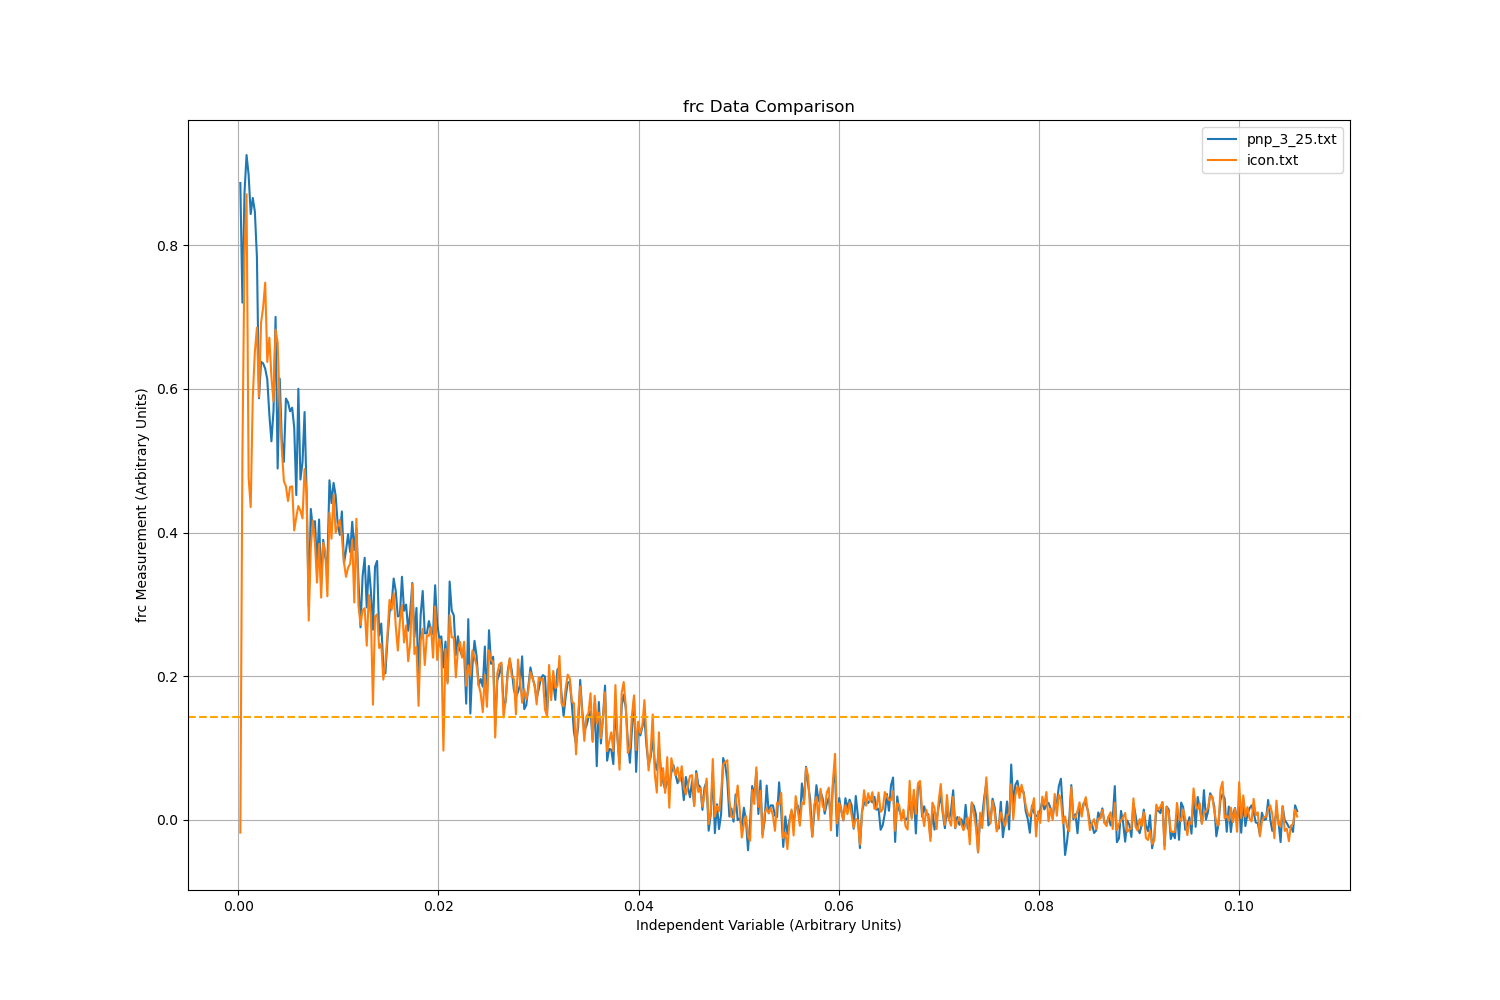 frc Data Comparison
pnp_3_25.txt
icon.txt
frc Measurement (Arbitrary Units)
0.8
0.6
0.4
0.2
0.0
0.00 0.02 0.04 0.06 0.08 0.10
Independent Variable (Arbitrary Units)